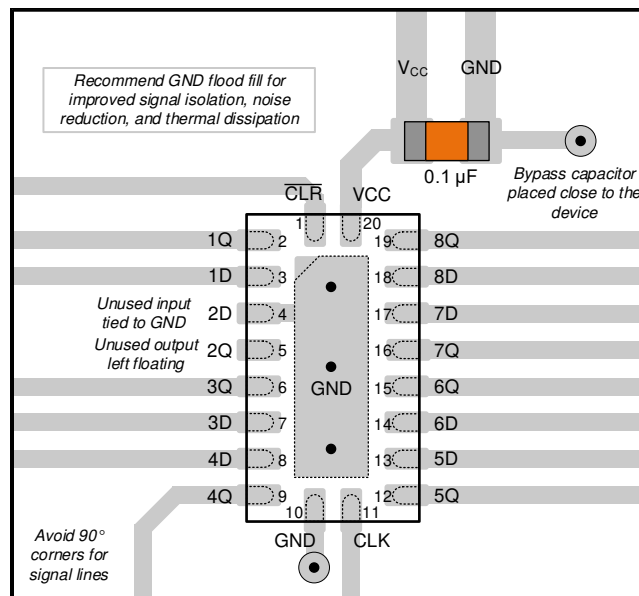 Recommend GND flood fill for
improved signal isolation, noise
reduction, and thermal dissipation
VCC GND
0.1 µF
Bypass capacitor
placed close to the
device
CLR VCC
1 20
1Q 2 19 8Q
1D 3 18 8D
Unused input
tied to GND
2D 4 17 7D
Unused output
left floating
2Q 5 16 7Q
3Q 6 GND 15 6Q
3D 7 14 6D
4D 8 13 5D
4Q 9 12 5Q
10 11
GND CLK
Avoid 90°
corners for
signal lines